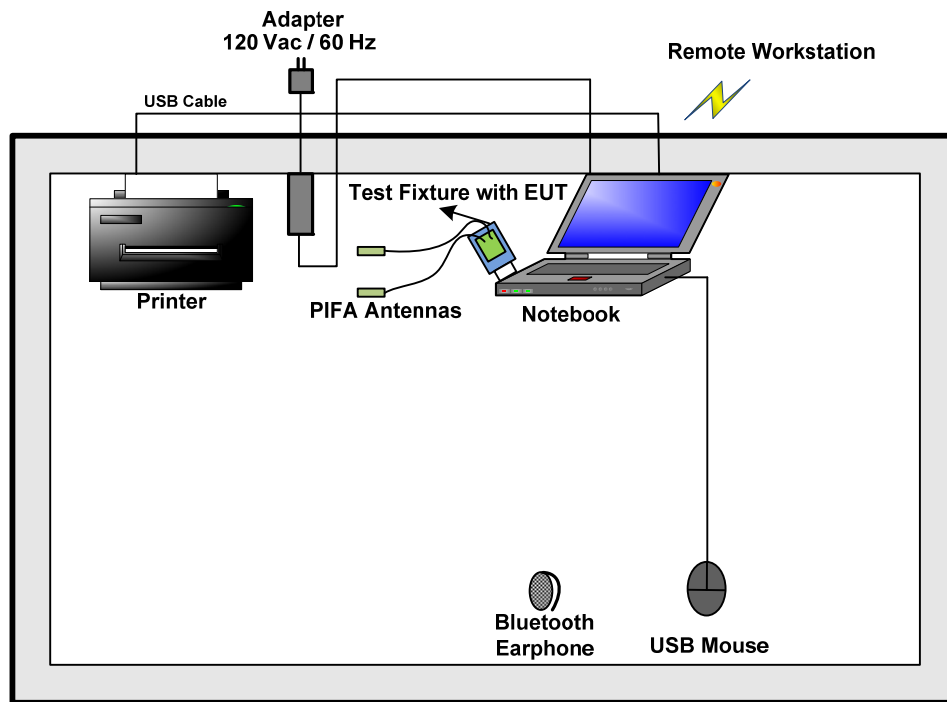 Adapter
120 Vac / 60 Hz
Remote Workstation
USB Cable
Test Fixture with EUT
Printer
PIFA Antennas
Notebook
Bluetooth
Earphone
USB Mouse